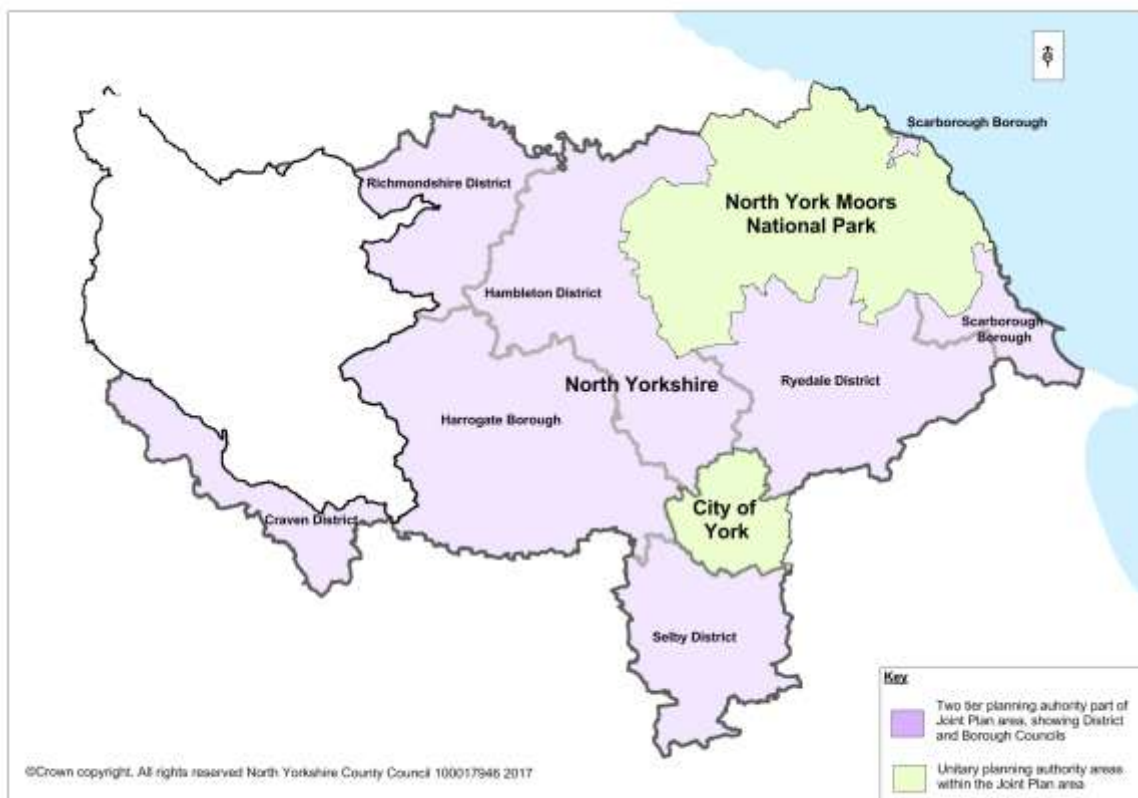 Scarborough Borough
Richmondshire District
North York Moors
National Park
Hambleton District
Scarborough
Borough
North Yorkshire
Ryedale District
Harrogate Borough
City of
York
Craven District
Selby District
Key
Two tier planning auhority part of
Joint Plan area, showing District
and Borough Councils
Unitary planning authority areas
within the Joint Plan area
©Crown copyright. All rights reserved North Yorkshire County Council 100017946 2017